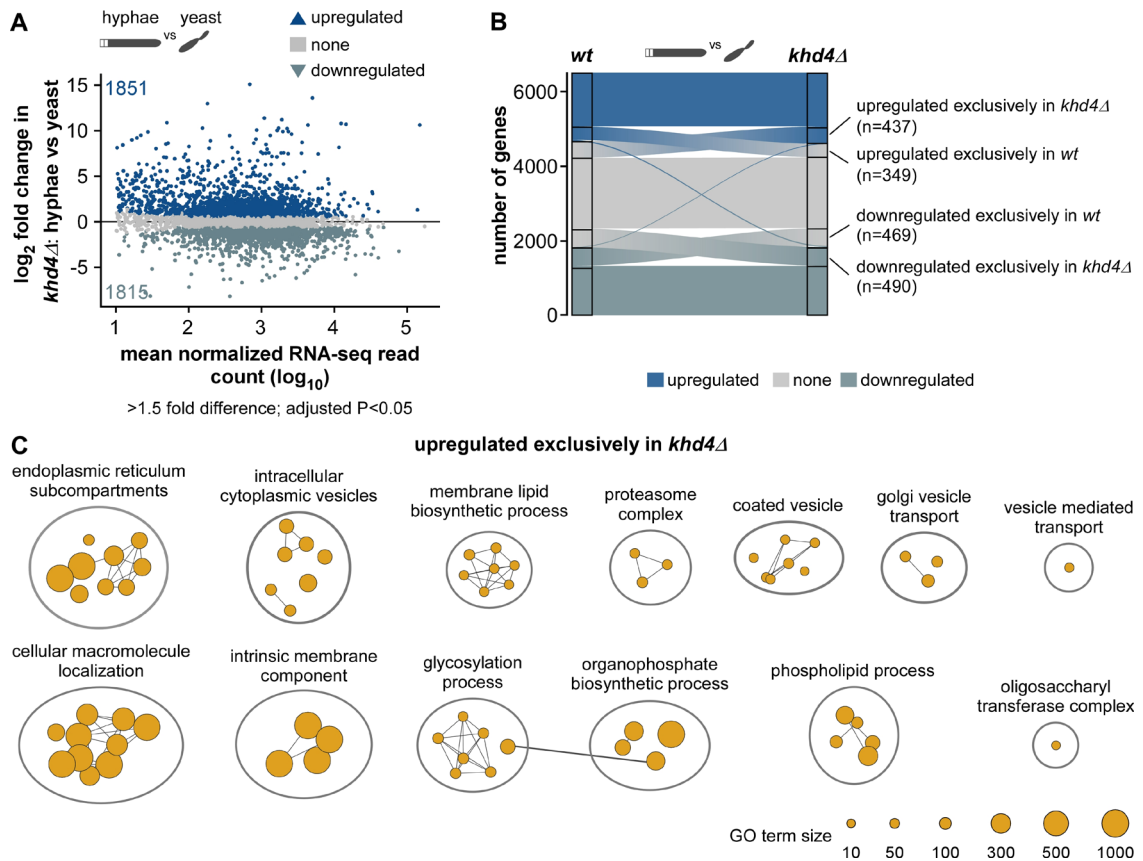 A
hyphae vs yeast
upregulated
none
downregulated
log2 fold change in
khd4Δ: hyphae vs yeast
15
10
5
0
-5
1851
1815
1
2
3
4
5
mean normalized RNA-seq read
count (log10)
>1.5 fold difference; adjusted P<0.05
B
wt
vs
khd4Δ
number of genes
6000
4000
2000
0
upregulated exclusively in khd4Δ
(n=437)
upregulated exclusively in wt
(n=349)
downregulated exclusively in wt
(n=469)
downregulated exclusively in khd4Δ
(n=490)
upregulated
none
downregulated
C
upregulated exclusively in khd4Δ
endoplasmic reticulum
subcompartments
intracellular
cytoplasmic vesicles
membrane lipid
biosynthetic process
proteasome
complex
coated vesicle
golgi vesicle
transport
vesicle mediated
transport
cellular macromolecule
localization
intrinsic membrane
component
glycosylation
process
organophosphate
biosynthetic process
phospholipid process
oligosaccharyl
transferase complex
GO term size
10
50
100
300
500
1000